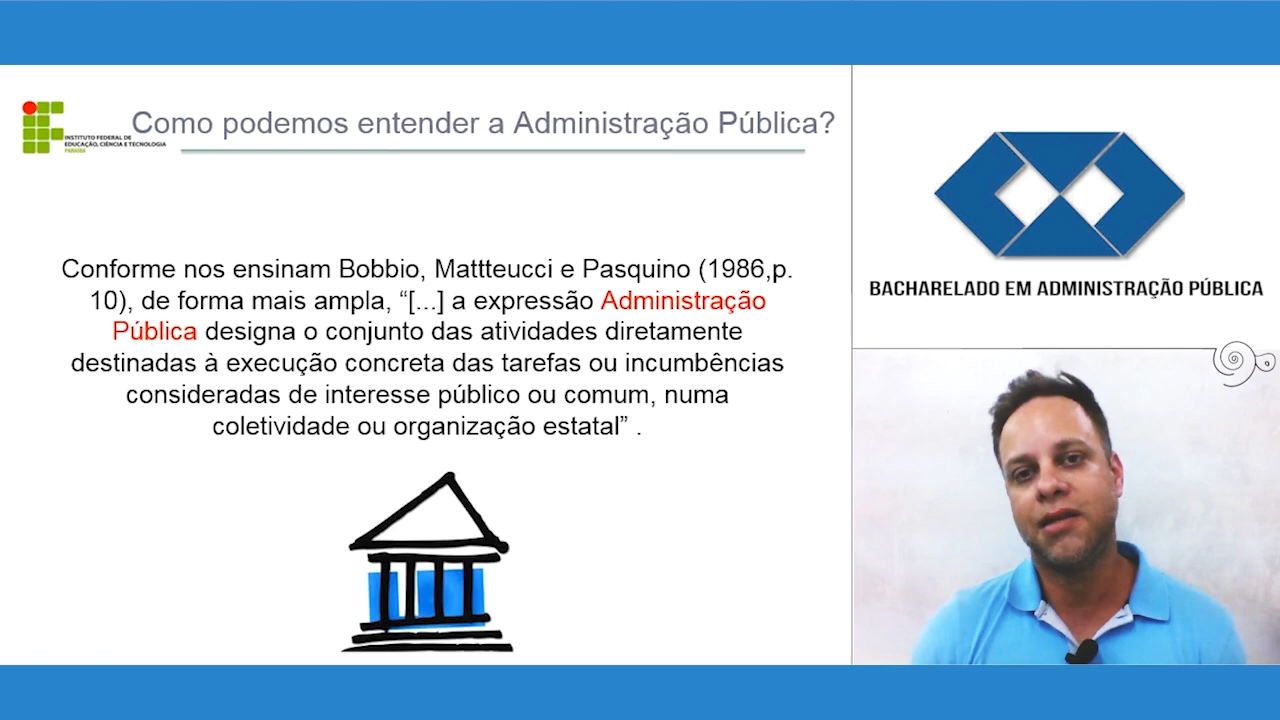 Como podemos entender a Administração Pública?
INSTITUTO FEDERAL DE
EDUCAÇÃO, CIÊNCIA E TECNOLOGIA
PARAÍBA
Conforme nos ensinam Bobbio, Mattteucci e Pasquino (1986,p.
10), de forma mais ampla, “[...] a expressão Administração
Pública designa o conjunto das atividades diretamente
destinadas à execução concreta das tarefas ou incumbências
consideradas de interesse público ou comum, numa
coletividade ou organização estatal” .
BACHARELADO EM ADMINISTRAÇÃO PÚBLICA